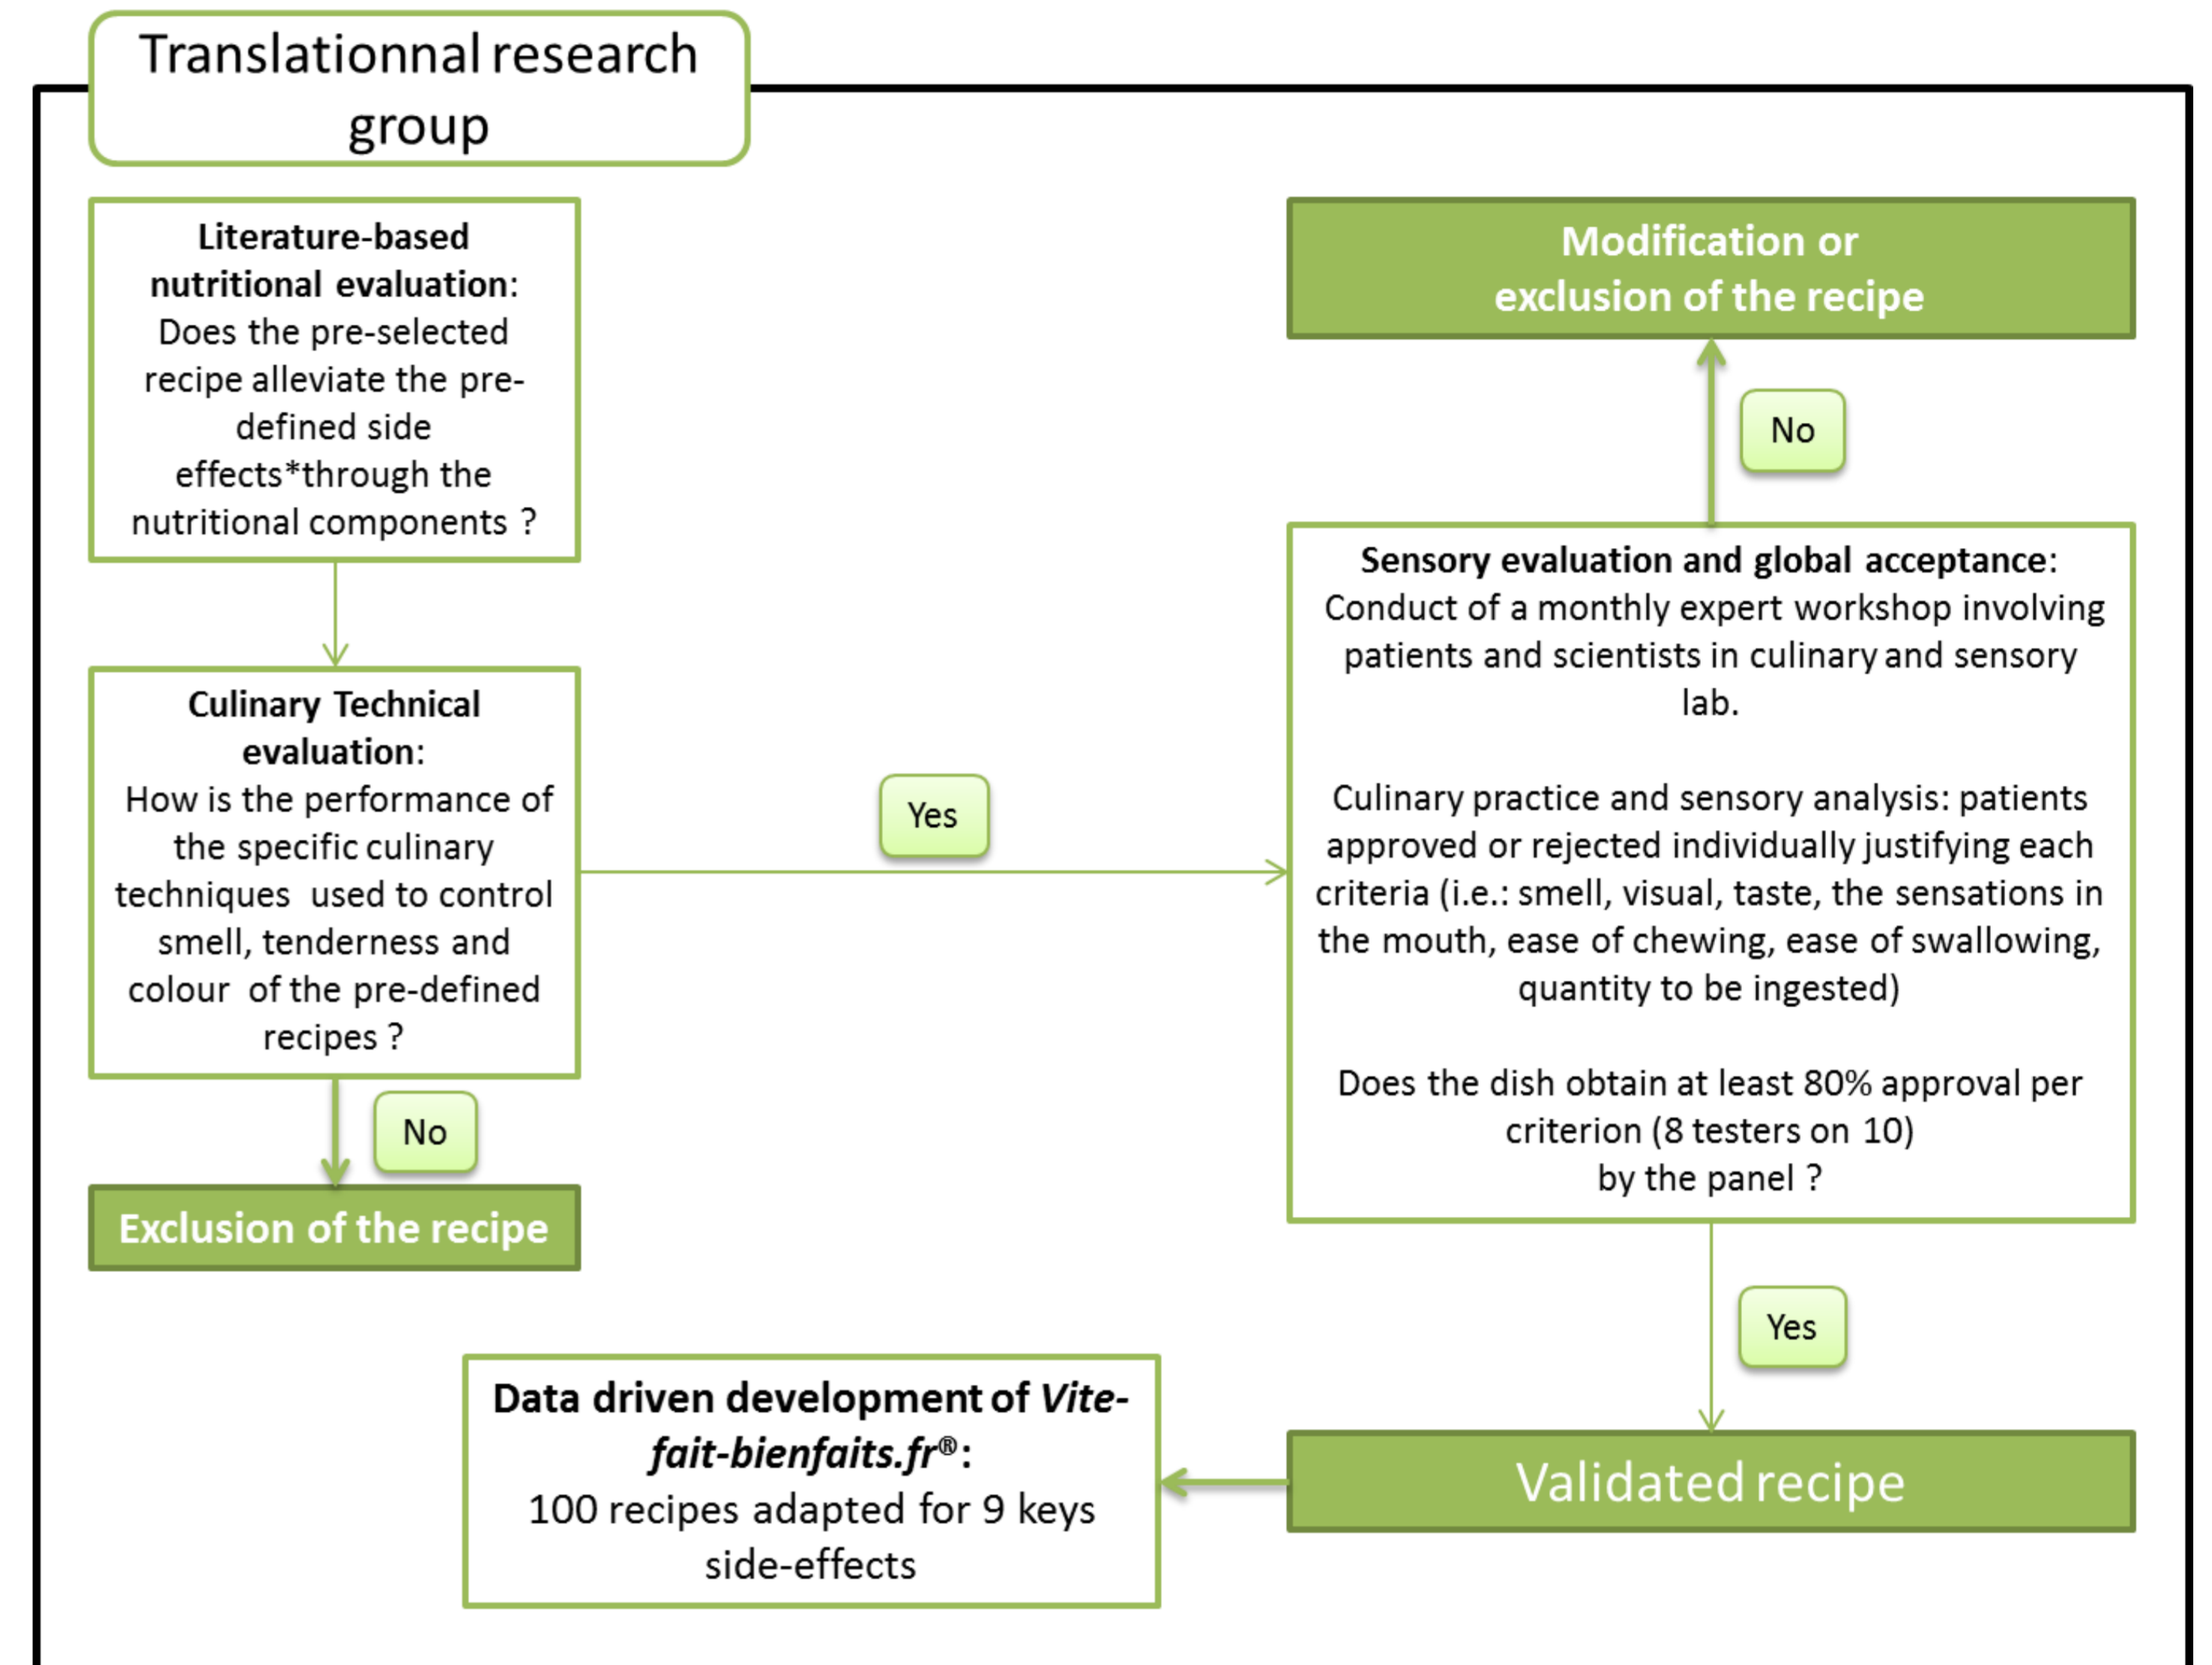 Translationnal research
group
Literature-based
nutritional evaluation:
Does the pre-selected
recipe alleviate the pre-
defined side
effects*through the
nutritional components ?
Culinary Technical
evaluation:
How is the performance of
the specific culinary
techniques used to control
smell, tenderness and
colour of the pre-defined
recipes ?
No
Exclusion of the recipe
Yes
Modification or
exclusion of the recipe
No
Sensory evaluation and global acceptance:
Conduct of a monthly expert workshop involving
patients and scientists in culinary and sensory
lab.
Culinary practice and sensory analysis: patients
approved or rejected individually justifying each
criteria (i.e.: smell, visual, taste, the sensations in
the mouth, ease of chewing, ease of swallowing,
quantity to be ingested)
Does the dish obtain at least 80% approval per
criterion (8 testers on 10)
by the panel ?
Yes
Validated recipe
Data driven development of Vite-
fait-bienfaits.fr®:
100 recipes adapted for 9 keys
side-effects